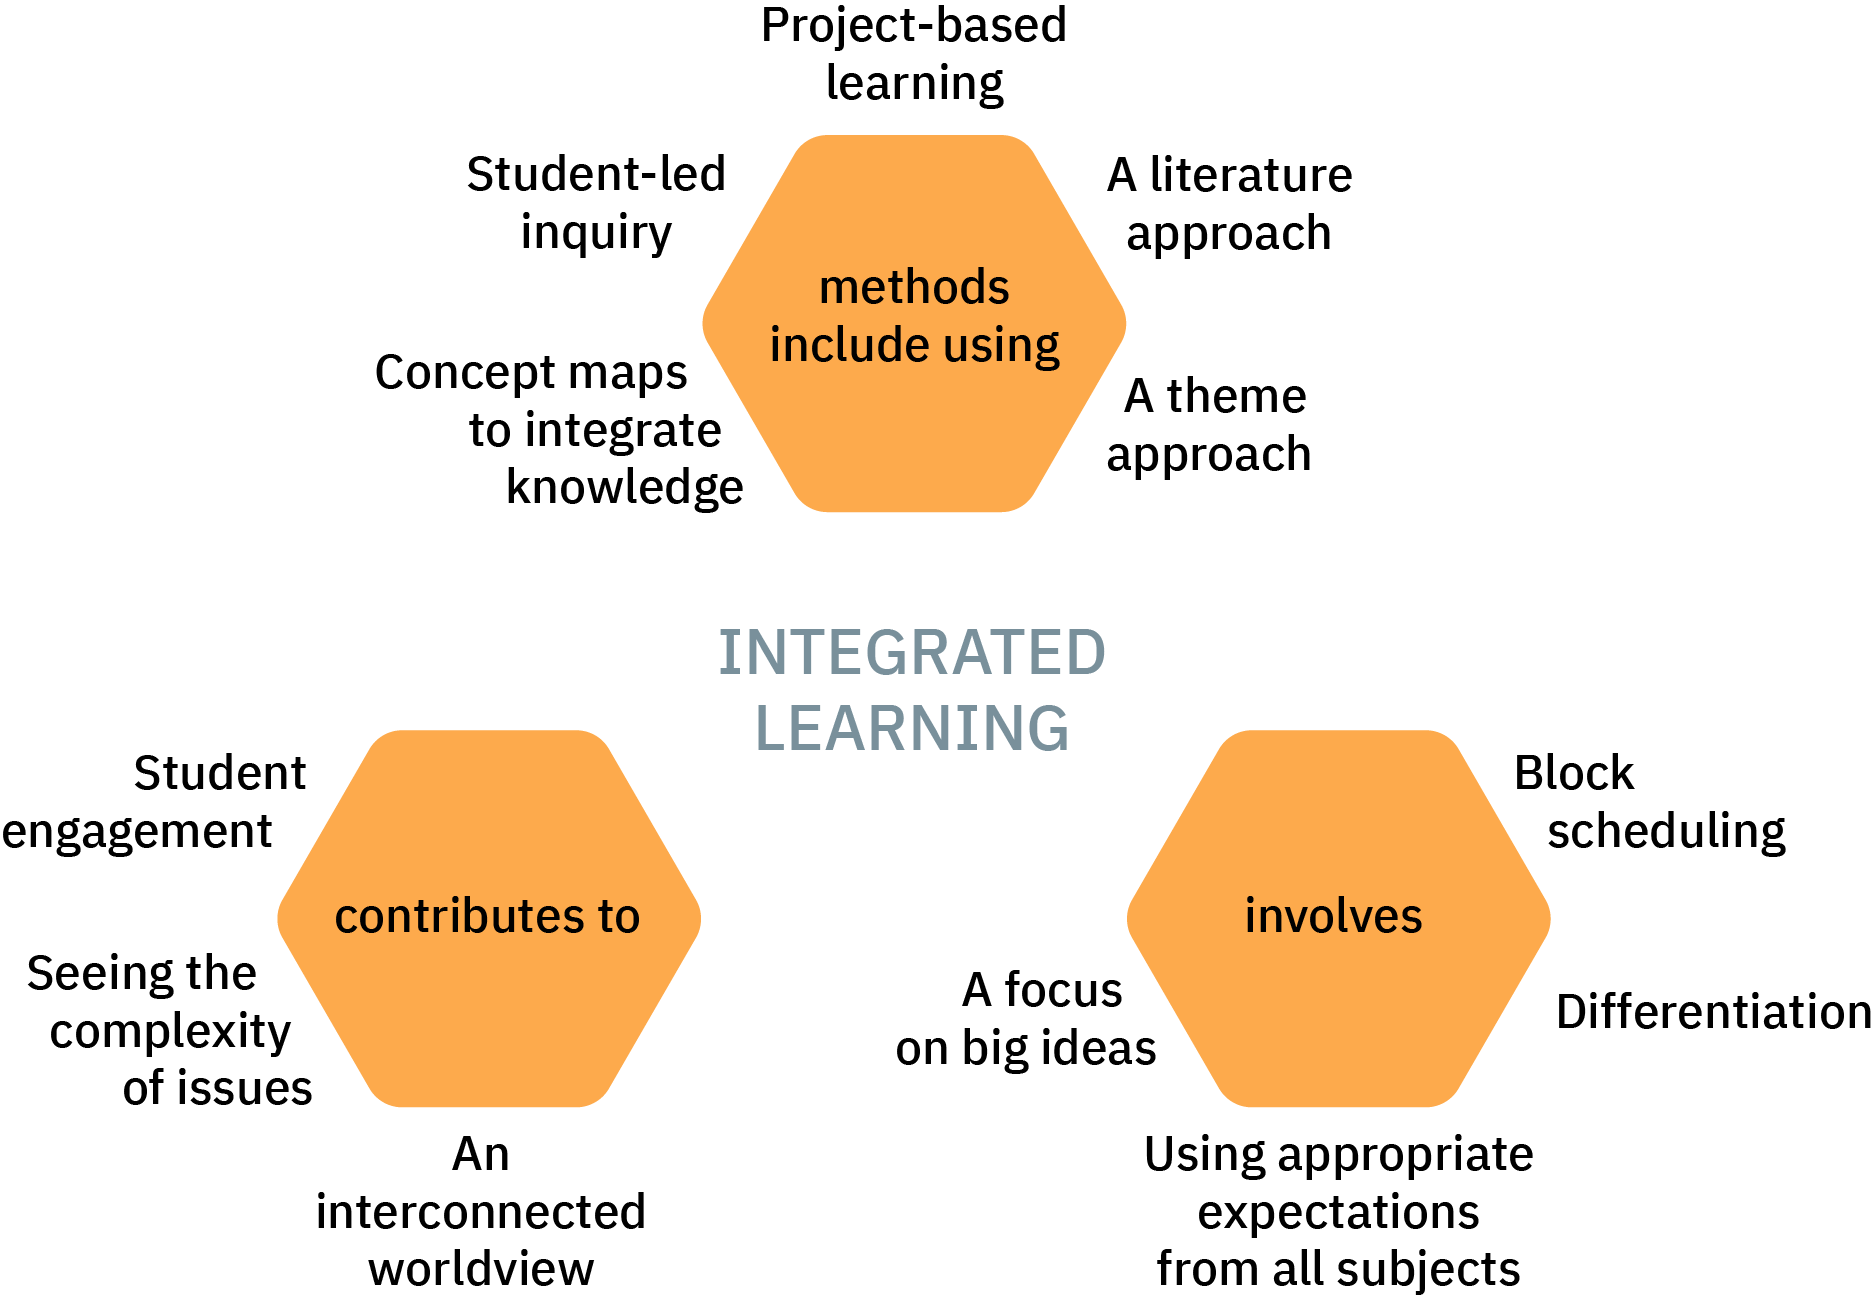 Project-based
learning
Student-led
inquiry
A literature
approach
methods
include using
Concept maps
to integrate
knowledge
A theme
approach
INTEGRATED
LEARNING
Student
engagement
contributes to
Seeing the
complexity
of issues
An
interconnected
worldview
Block
scheduling
involves
A focus
on big ideas
Differentiation
Using appropriate
expectations
from all subjects